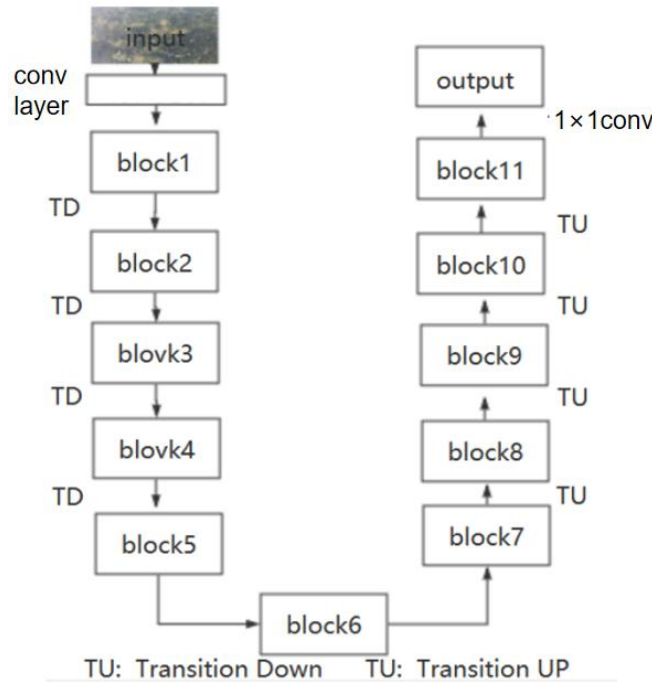 input
conv
layer
block1
TD
block2
TD
blovk3
TD
blovk4
TD
block5
block6
block7
TU
block8
TU
block9
TU
block10
TU
block11
1×1conv
output
TU: Transition Down
TU: Transition UP